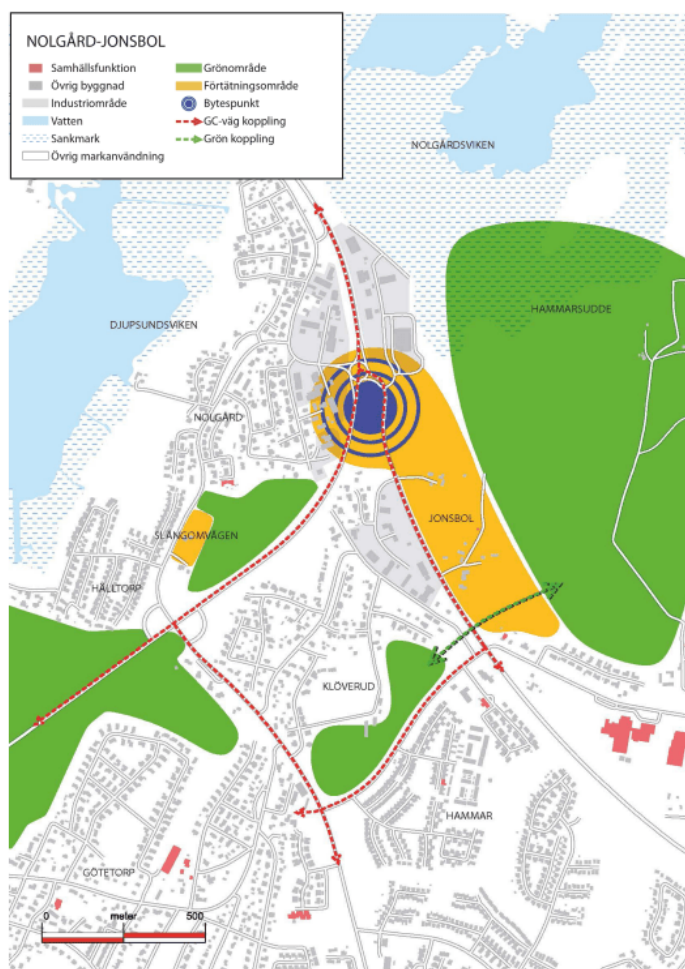 NOLGÅRD-JONSBOL
Samhällsfunktion
Övrig byggnad
Industriområde
Vatten
Sankmark
Övrig markanvändning
Grönområde
Förtätningsområde
Bytespunkt
GC-väg koppling
Grön koppling
NOLGÅRDSVIKEN
HAMMARSUDDE
DJUPSUNDSVIKEN
NOLGÅRD
JONSBOL
SLÄNGOMVÄGEN
HÄLLTORP
KLÖVERUD
HAMMAR
GÖTETORP
0 meter 500